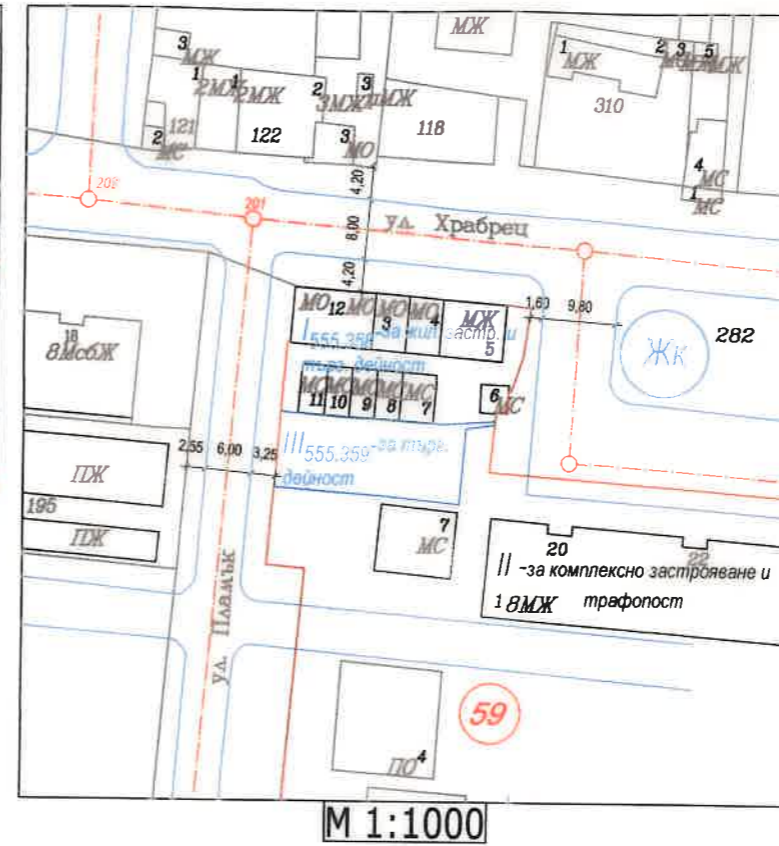 МЖ
3
МЖ
1
2МЖ
1
2МЖ
2
3МЖ
3
МЖ
121
122
2
МС
3
МО
118
1
МЖ
2
3
5
МЖ
310
4
МС
1
МС
201
4,20
8,00
4,20
ул. Храбрец
МО 12 МО МО МО
3
4
МЖ
5
I 555.358-за жил. застр. и
търг. дейност
1,60 9,80
282
ЖК
18
8МсбЖ
МС МС МС МС МС
11 10 9 8 7
6
МС
III 555.359-за търг.
дейност
2,55 6,00 3,25
ПЖ
195
ПЖ
7
МС
20
22
II -за комплексно застрояване и
1 8МЖ трафопост
ул. Пламък
59
ПО 4
М 1:1000